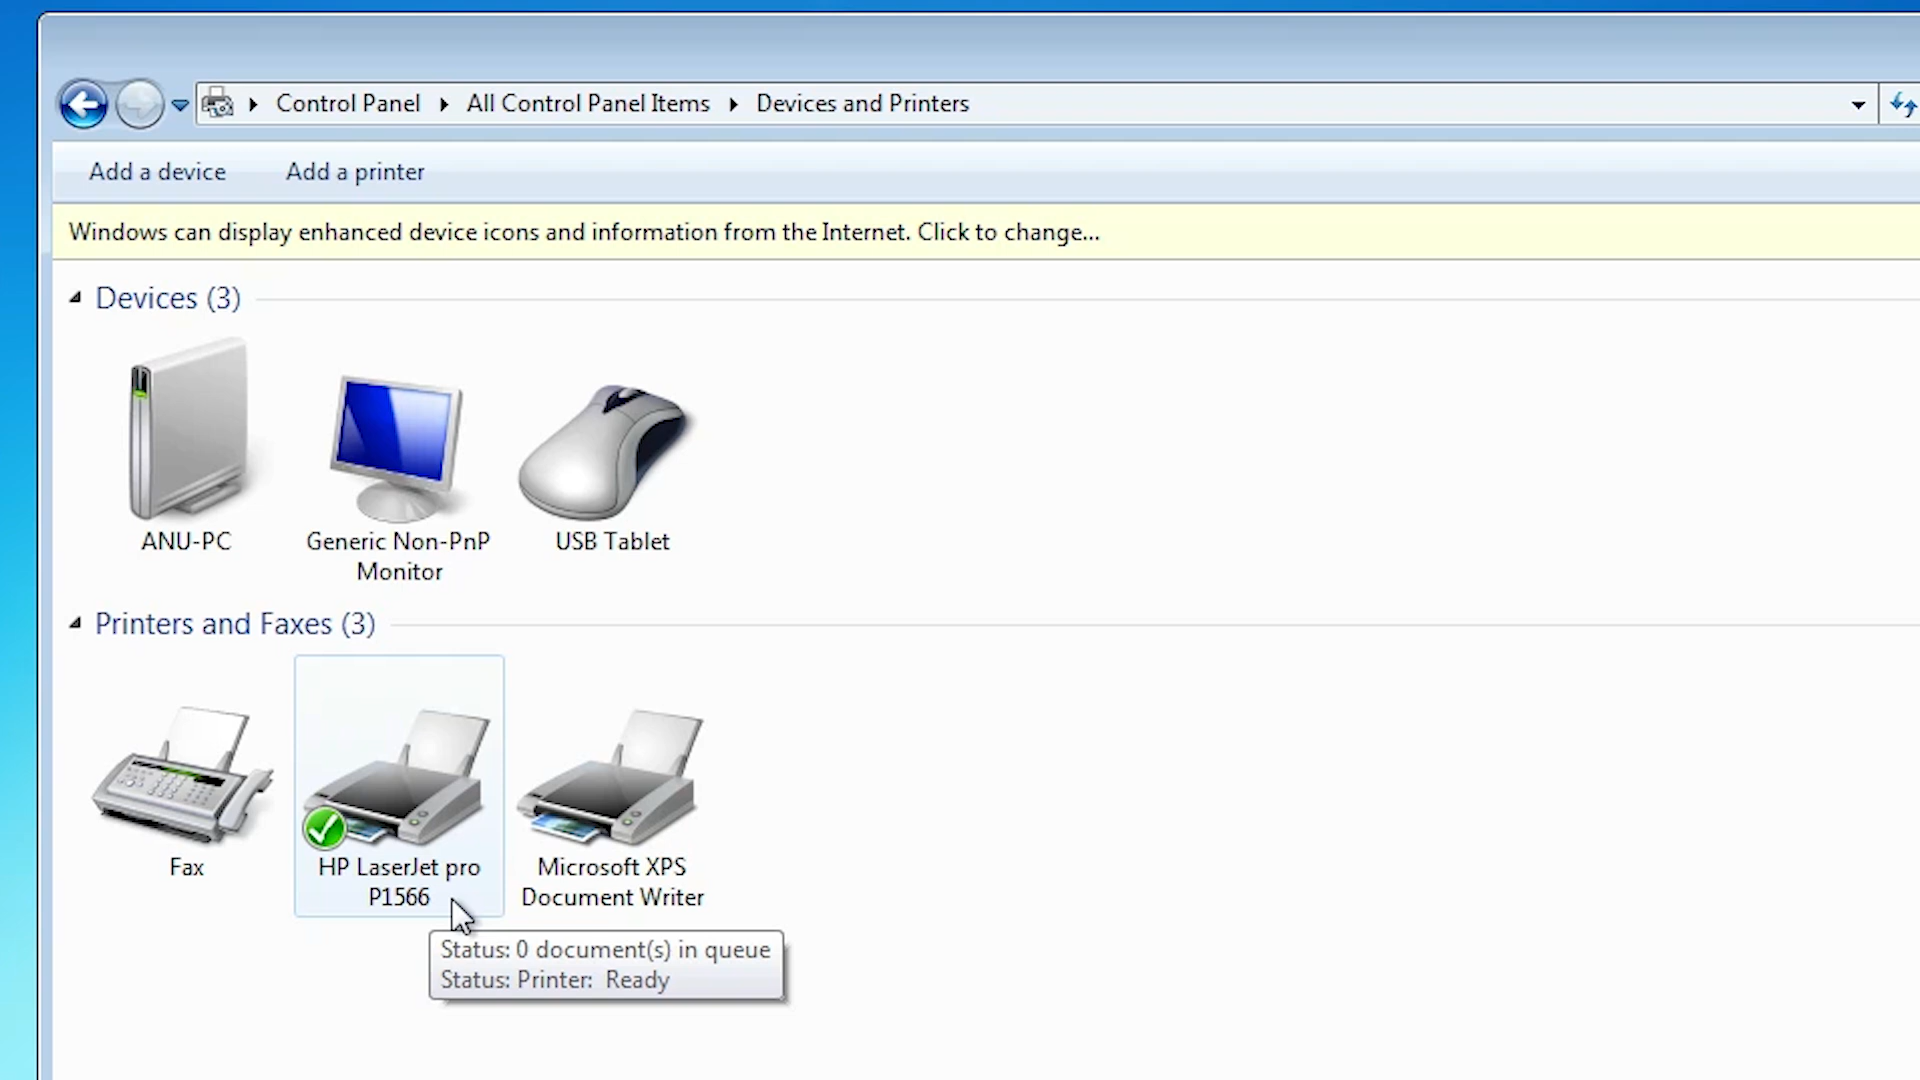 Control Panel All Control Panel Items Devices and Printers
Add a device Add a printer
Windows can display enhanced device icons and information from the Internet. Click to change...
Devices (3)
ANU-PC
Generic Non-PnP
Monitor
USB Tablet
Printers and Faxes (3)
Fax
HP LaserJet pro
P1566
Microsoft XPS
Document Writer
Status: 0 document(s) in queue
Status: Printer: Ready